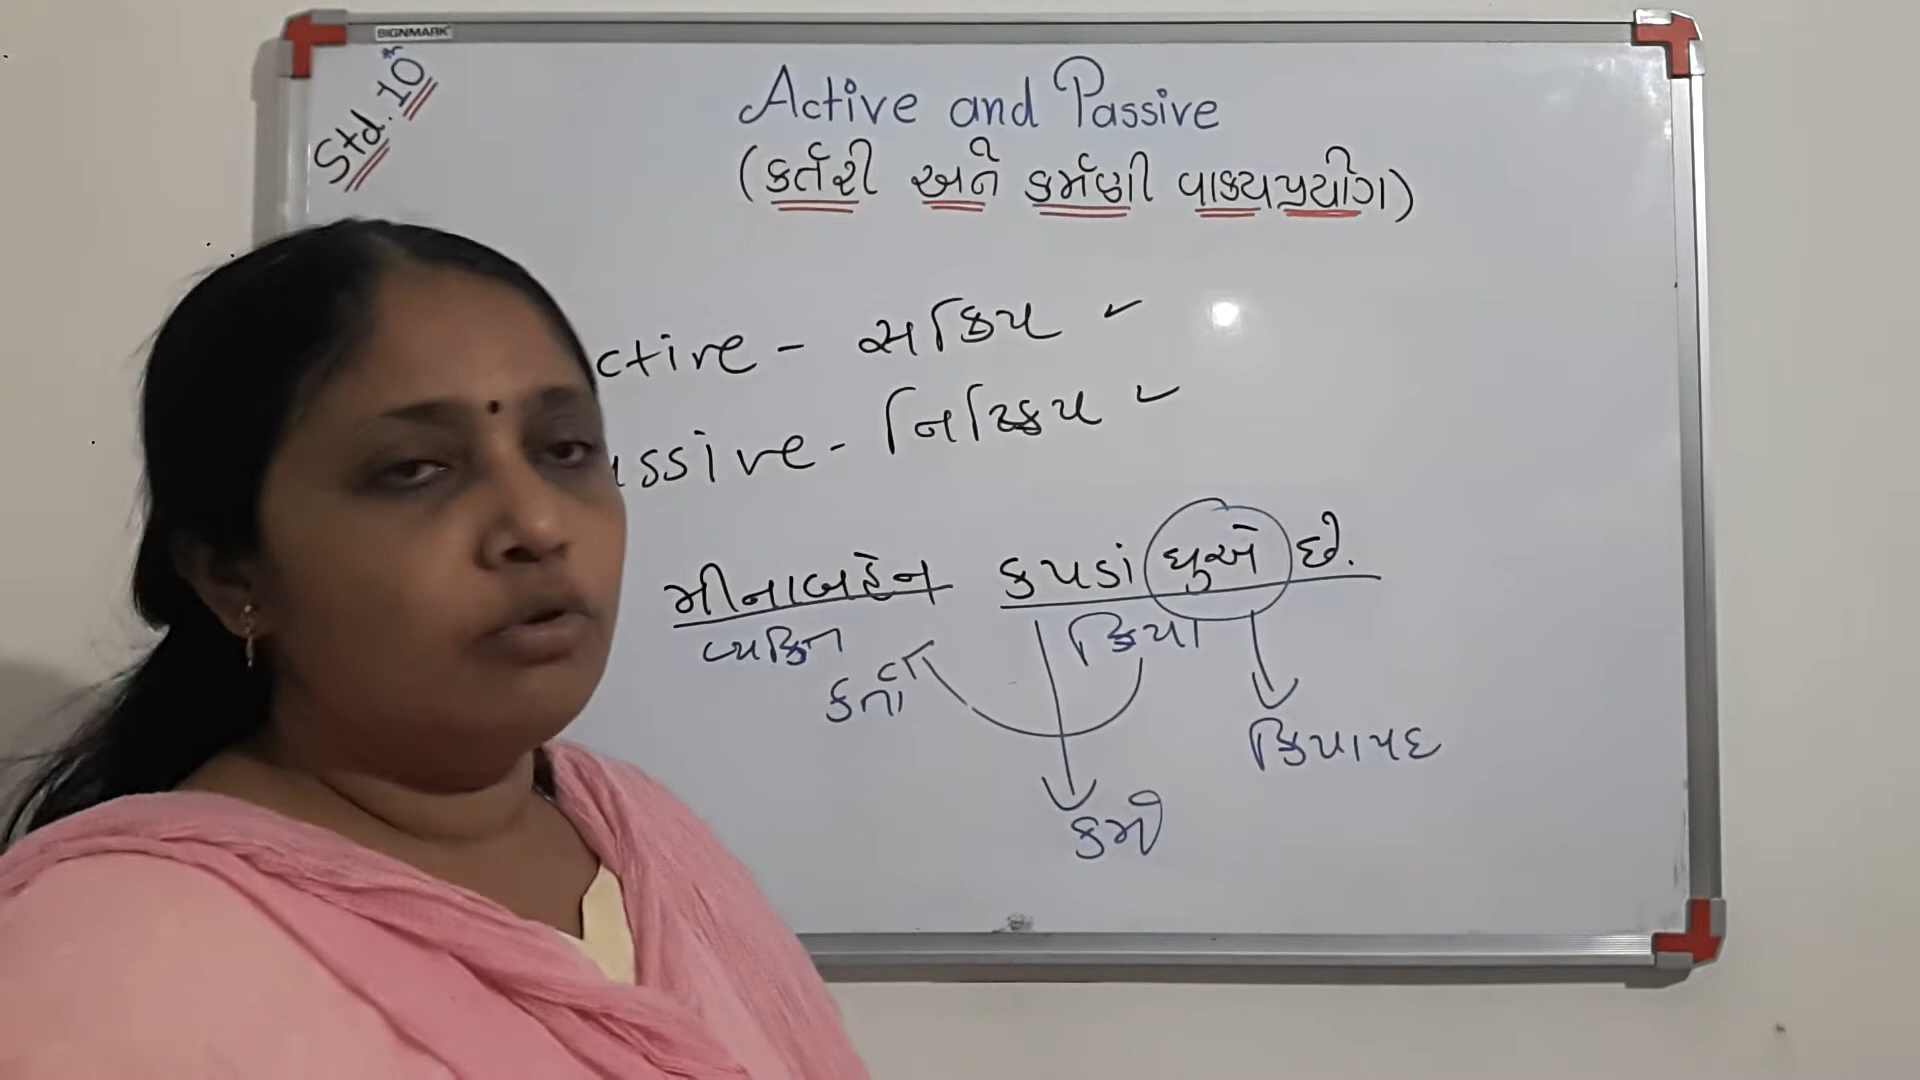 SIGNMARK
Std. 10
Active and Passive
(કર્તરી અને કર્મણી વાક્યપ્રયોગ)
ctive - સક્રિય ✓
ssive - નિષ્ક્રિય ✓
મીનાબહેન કપડાં ધુએ છે.
વ્યક્તિ ક્રિયા
કર્તા
ક્રિયાપદ
કર્મ